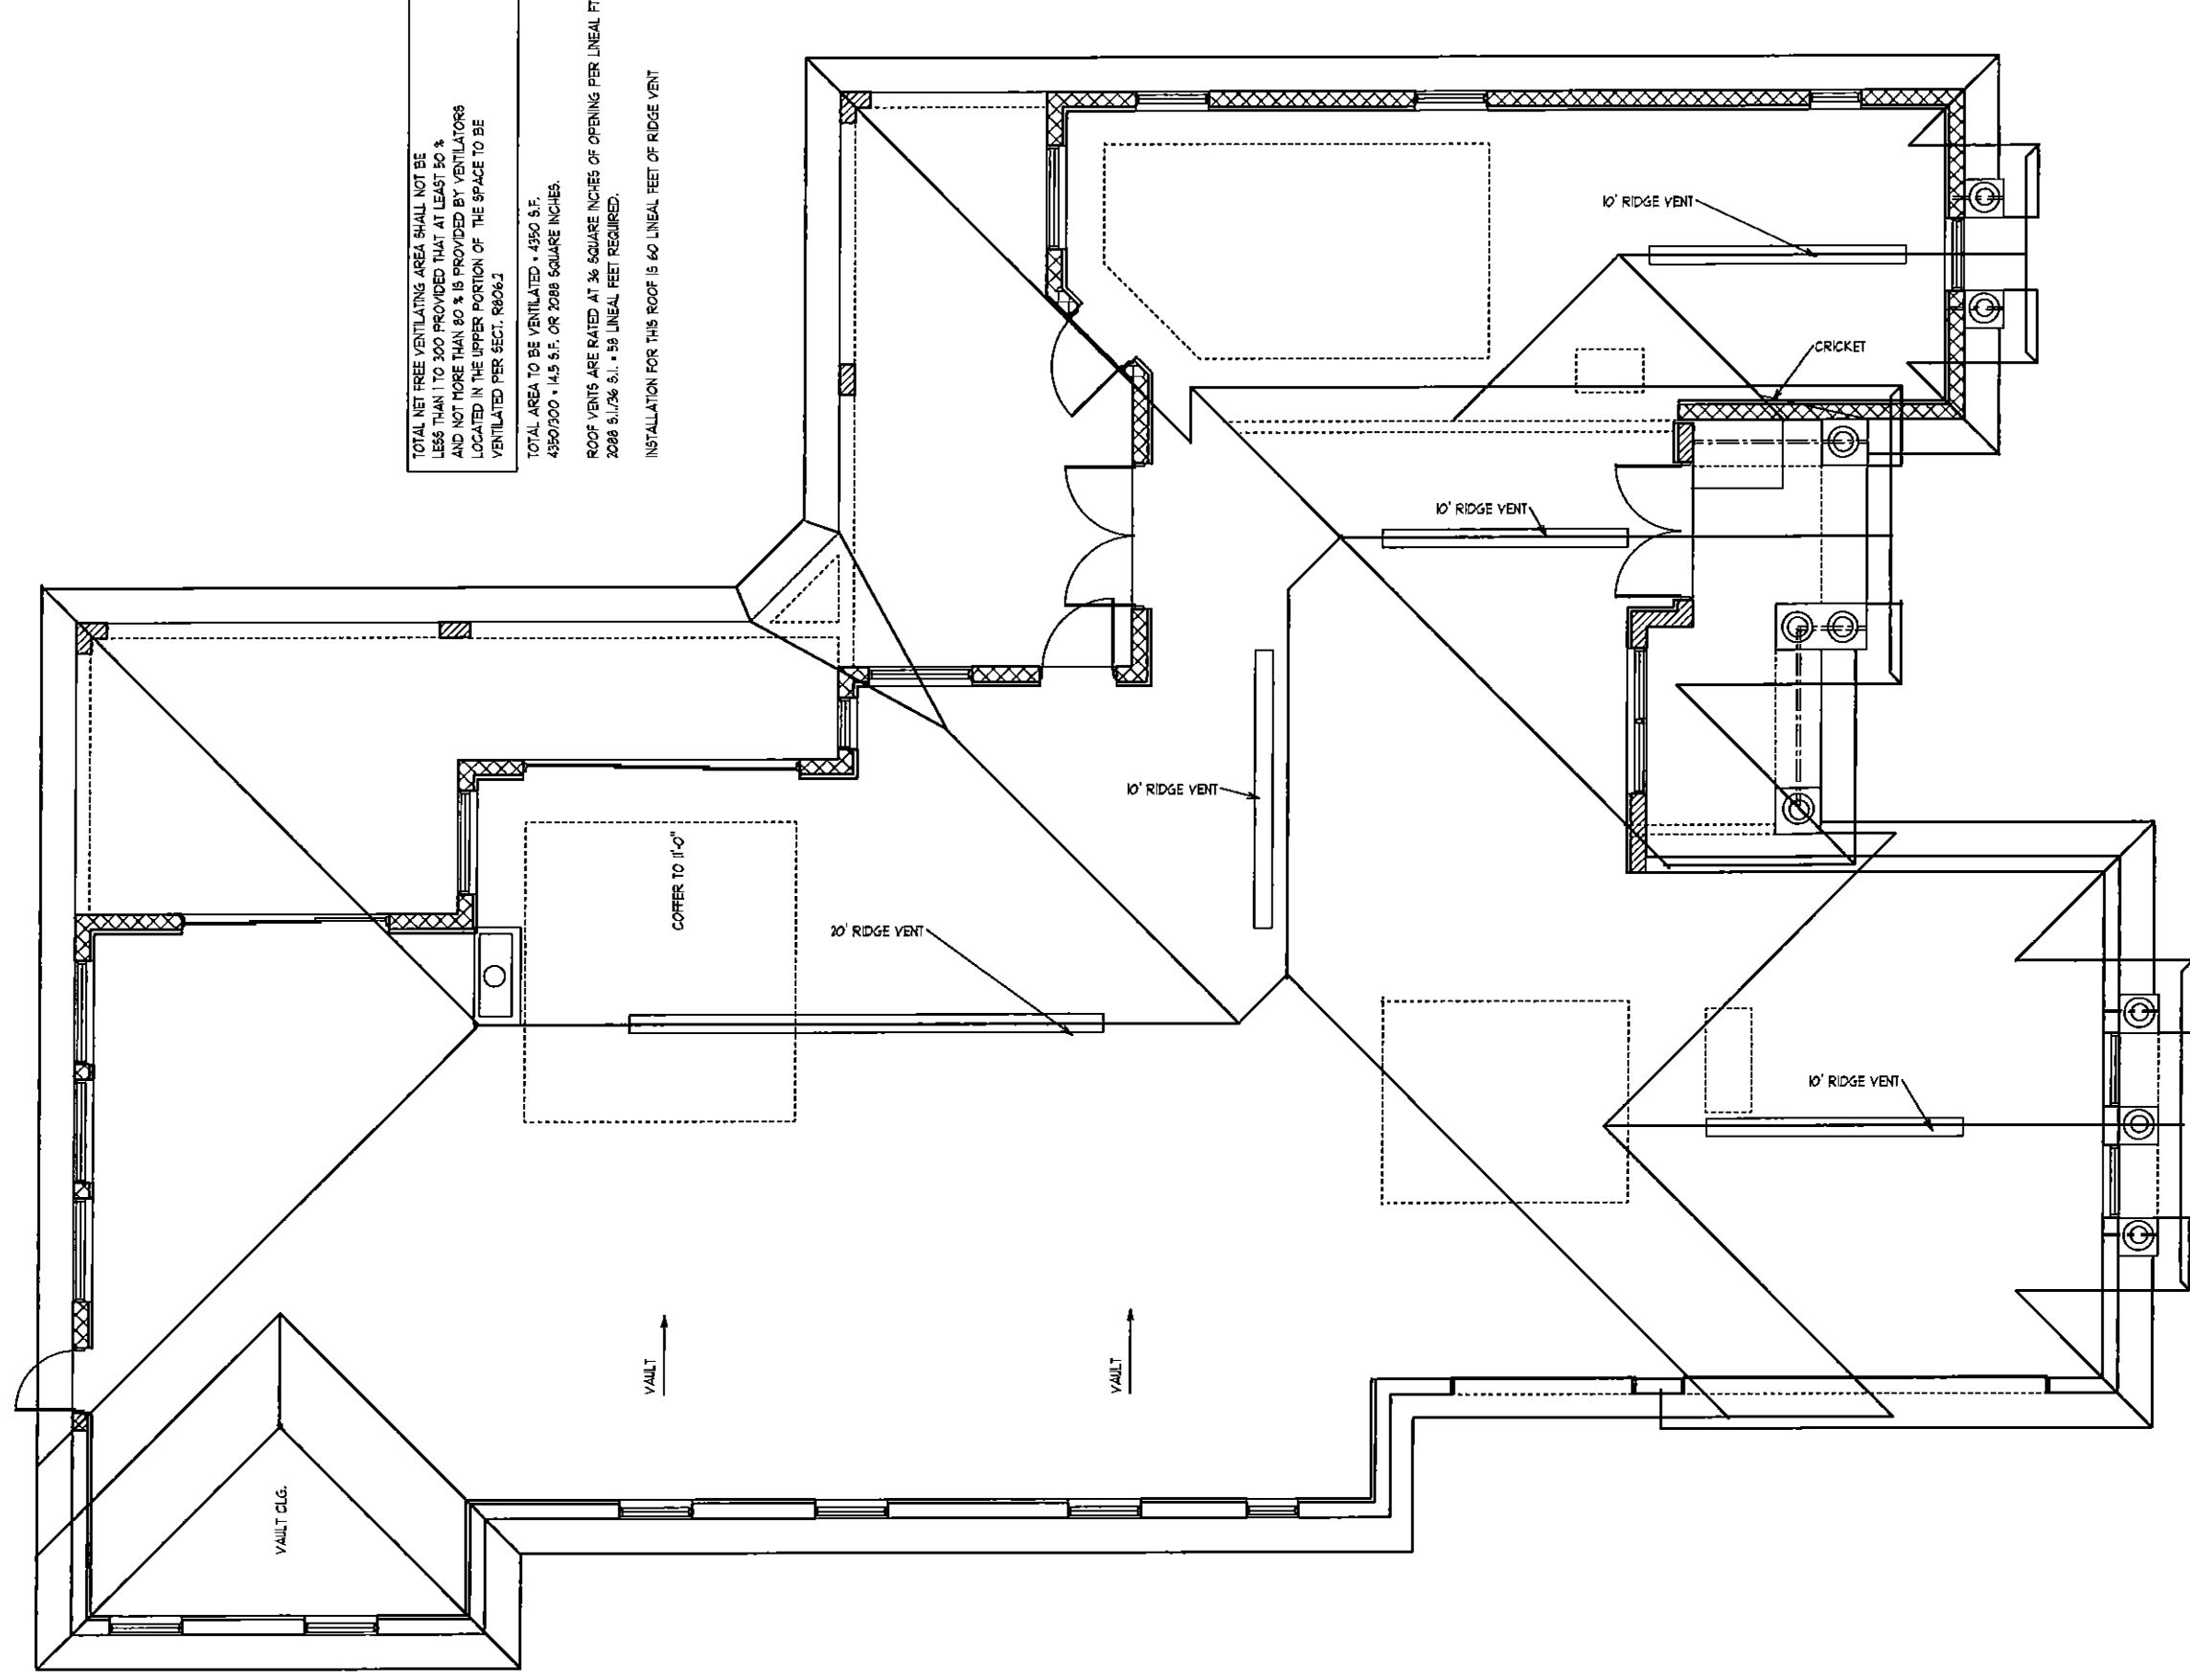 TOTAL NET FREE VENTILATING AREA SHALL NOT BE
LESS THAN 1 TO 300 PROVIDED THAT AT LEAST 50 %
AND NOT MORE THAN 80 % IS PROVIDED BY VENTILATORS
LOCATED IN THE UPPER PORTION OF THE SPACE TO BE
VENTILATED PER SECT. R806.2
TOTAL AREA TO BE VENTILATED = 4350 S.F.
4350/300 = 14.5 S.F. OR 2088 SQUARE INCHES.
ROOF VENTS ARE RATED AT 36 SQUARE INCHES OF OPENING PER LINEAL FT
2088 S.I./36 S.I. = 58 LINEAL FEET REQUIRED.
INSTALLATION FOR THIS ROOF IS 60 LINEAL FEET OF RIDGE VENT
10' RIDGE VENT
CRICKET
10' RIDGE VENT
10' RIDGE VENT
COFFER TO 11'-0"
20' RIDGE VENT
10' RIDGE VENT
VAULT
VAULT
VAULT CLG.